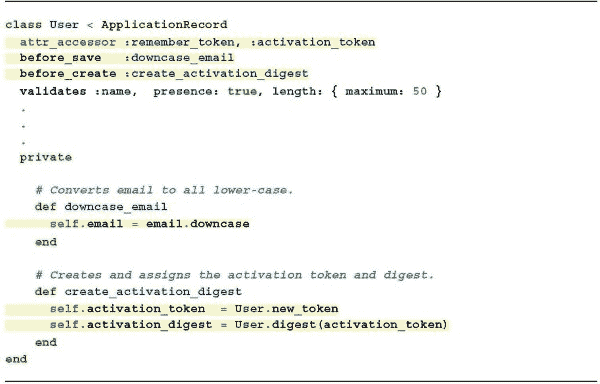 class User < ApplicationRecord
  attr_accessor :remember_token, :activation_token
  before_save   :downcase_email
  before_create :create_activation_digest
  validates :name,  presence: true, length: { maximum: 50 }
  .
  .
  .
  private

    # Converts email to all lower-case.
    def downcase_email
      self.email = email.downcase
    end

    # Creates and assigns the activation token and digest.
    def create_activation_digest
      self.activation_token  = User.new_token
      self.activation_digest = User.digest(activation_token)
    end
end